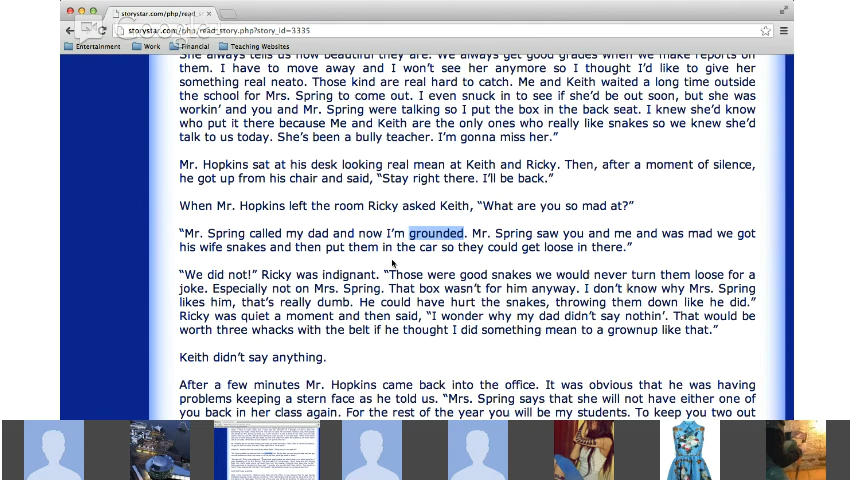 storystar.com/php/read_s
storystar.com/php/read_story.php?story_id=3335
Entertainment Work Financial Teaching Websites
She always tells us how beautiful they are. We always get good grades when we make reports on
them. I have to move away and I won't see her anymore so I thought I'd like to give her
something real neato. Those kind are real hard to catch. Me and Keith waited a long time outside
the school for Mrs. Spring to come out. I even snuck in to see if she'd be out soon, but she was
workin' and you and Mr. Spring were talking so I put the box in the back seat. I knew she'd know
who put it there because Me and Keith are the only ones who really like snakes so we knew she'd
talk to us today. She's been a bully teacher. I'm gonna miss her.”
Mr. Hopkins sat at his desk looking real mean at Keith and Ricky. Then, after a moment of silence,
he got up from his chair and said, “Stay right there. I'll be back.”
When Mr. Hopkins left the room Ricky asked Keith, “What are you so mad at?”
“Mr. Spring called my dad and now I'm grounded. Mr. Spring saw you and me and was mad we got
his wife snakes and then put them in the car so they could get loose in there.”
“We did not!” Ricky was indignant. “Those were good snakes we would never turn them loose for a
joke. Especially not on Mrs. Spring. That box wasn't for him anyway. I don't know why Mrs. Spring
likes him, that's really dumb. He could have hurt the snakes, throwing them down like he did.”
Ricky was quiet a moment and then said, “I wonder why my dad didn't say nothin'. That would be
worth three whacks with the belt if he thought I did something mean to a grownup like that.”
Keith didn't say anything.
After a few minutes Mr. Hopkins came back into the office. It was obvious that he was having
problems keeping a stern face as he told us. “Mrs. Spring says that she will not have either one of
you back in her class again. For the rest of the year you will be my students. To keep you two out